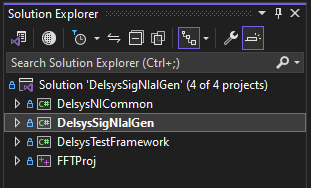 Solution Explorer
Search Solution Explorer (Ctrl+;)
Solution 'DelsysSigNIalGen' (4 of 4 projects)
C# DelsysNICommon
C# DelsysSigNIalGen
C# DelsysTestFramework
++ FFTProj